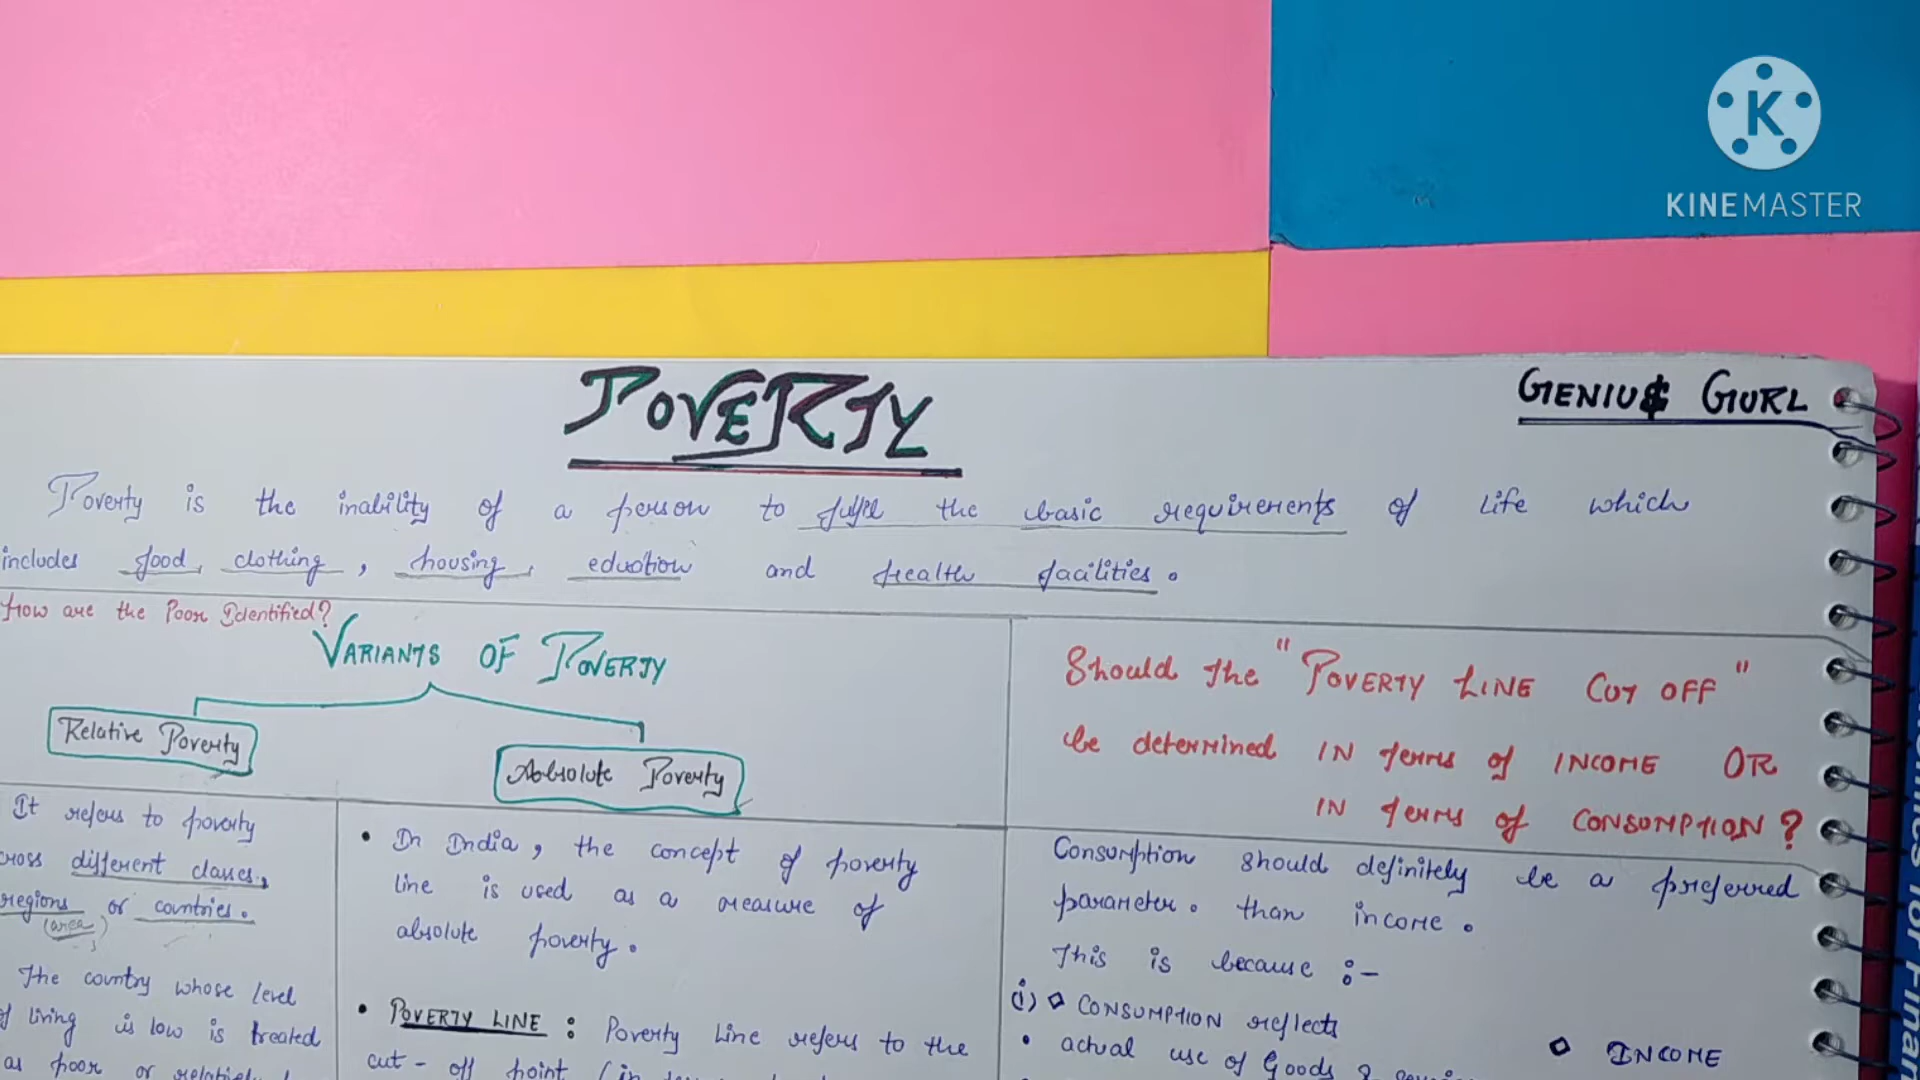 K
KINEMASTER
POVERTY
GENIU$ GURL
Poverty is the inability of a person to fulfil the basic requirements of life which
includes food, clothing, housing, education and health facilities.
How are the Poor Identified?
VARIANTS OF POVERTY
Relative Poverty
Absolute Poverty
It refers to poverty
cross different classes,
regions or countries.
(area)
The country whose level
of living is low is treated
as poor or relatively
• In India, the concept of poverty
line is used as a measure of
absolute poverty.
• POVERTY LINE : Poverty line refers to the
cut-off point (in
Should the "POVERTY LINE CUT OFF"
be determined IN terms of INCOME OR
IN terms of CONSUMPTION?
Consumption should definitely be a preferred
parameter. than income.
This is because :-
(i) ◇ CONSUMPTION reflects
• actual use of Goods &
◇ INCOME